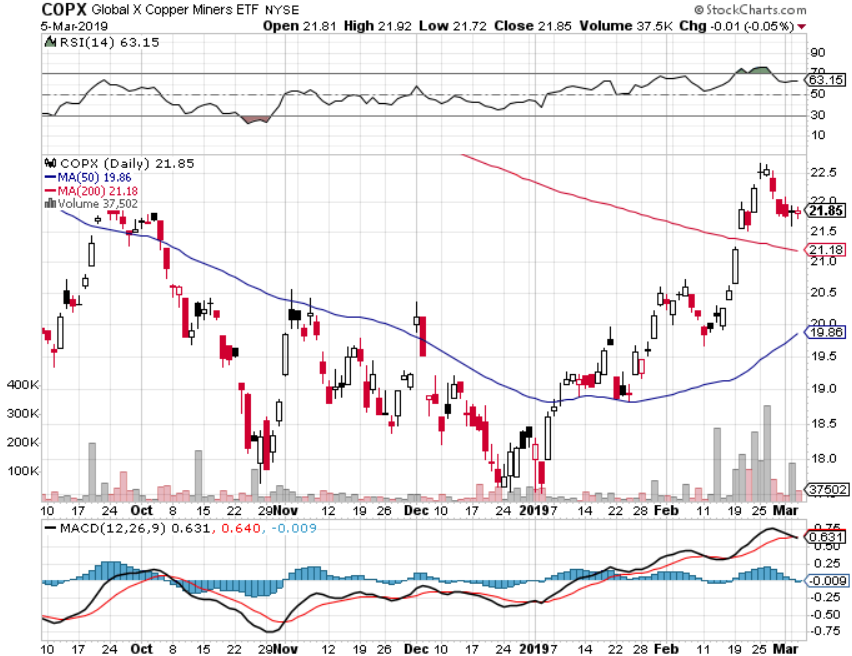 COPX Global X Copper Miners ETF NYSE © StockCharts.com
5-Mar-2019 Open 21.81 High 21.92 Low 21.72 Close 21.85 Volume 37.5K Chg -0.01 (-0.05%)
RSI(14) 63.15
90
70
63.15
50
30
10
COPX (Daily) 21.85
MA(50) 19.86
MA(200) 21.18
Volume 37,502
22.5
22.0
21.85
21.5
21.18
21.0
20.5
20.0
19.86
19.5
400K 19.0
300K 18.5
200K
100K 18.0
37502
10 17 24 Oct 8 15 22 29 Nov 12 19 26 Dec 10 17 24 2019 7 14 22 28 Feb 11 19 25 Mar
MACD(12,26,9) 0.631, 0.640, -0.009
0.75
0.631
0.50
0.25
-0.009
-0.25
-0.50
-0.75
10 17 24 Oct 8 15 22 29 Nov 12 19 26 Dec 10 17 24 2019 7 14 22 28 Feb 11 19 25 Mar